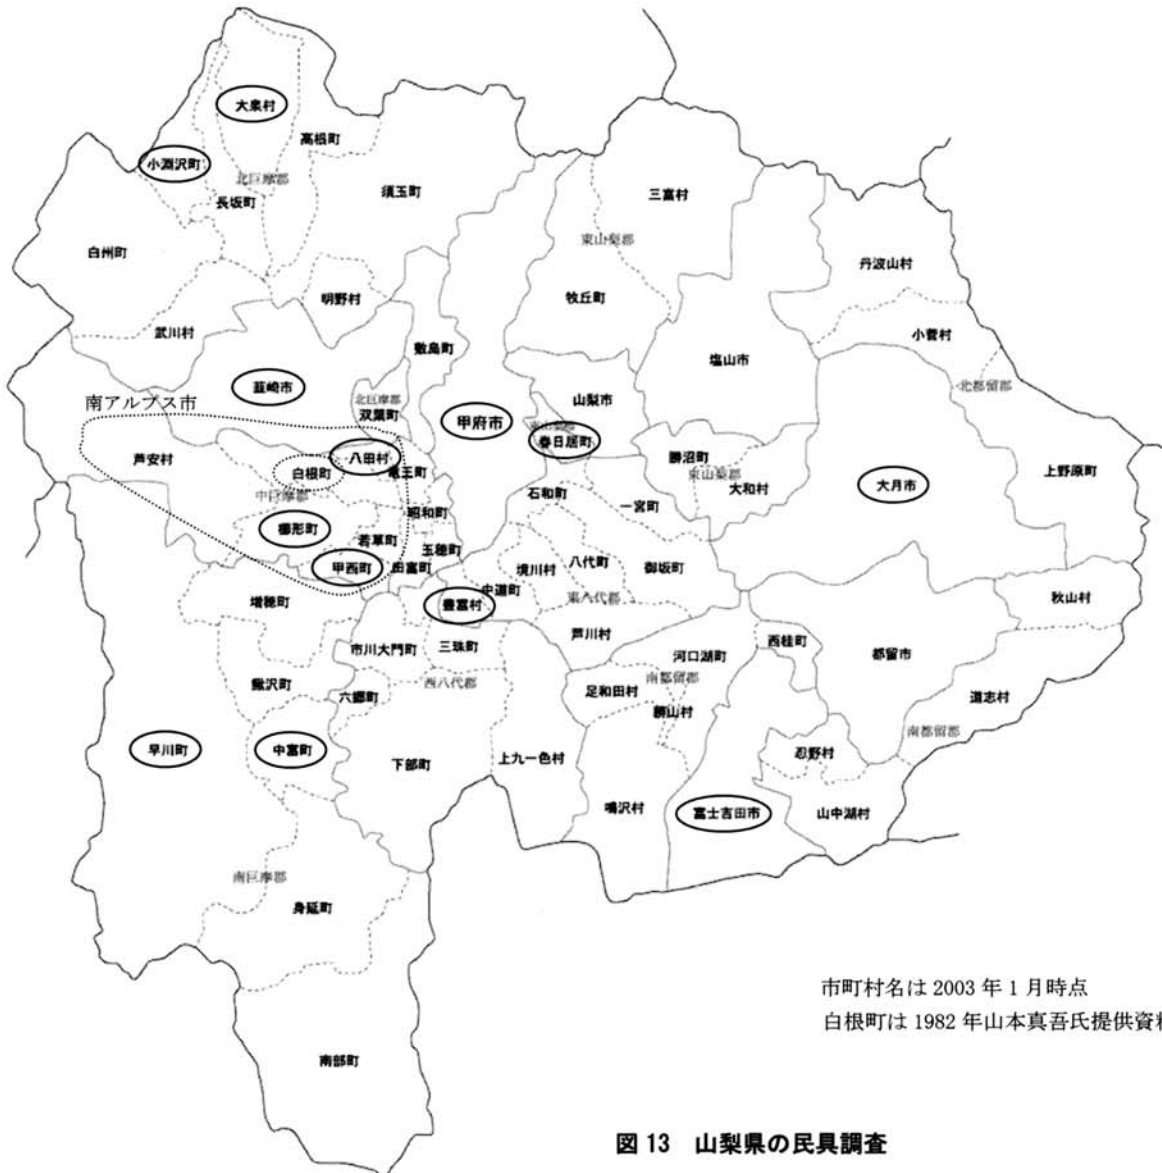 大泉村
高根町
小淵沢町
北巨摩郡
長坂町
須玉町
三富村
東山梨郡
白州町
丹波山村
明野村
牧丘町
武川村
小菅村
敷島町
塩山市
韮崎市
北都留郡
南アルプス市
北巨摩郡
双葉町
山梨市
甲府市
東山梨郡
春日居町
芦安村
八田村
勝沼町
上野原町
白根町
竜王町
東山梨郡
大月市
中巨摩郡
石和町
大和村
一宮町
昭和町
櫛形町
若草町
玉穂町
八代町
甲西町
田富町
境川村
御坂町
中道町
増穂町
豊富村
東八代郡
秋山村
芦川村
市川大門町
三珠町
西桂町
河口湖町
都留市
鰍沢町
西八代郡
南都留郡
六郷町
足和田村
道志村
勝山村
南都留郡
早川町
中富町
忍野村
下部町
上九一色村
鳴沢村
富士吉田市
山中湖村
南巨摩郡
身延町
市町村名は 2003 年 1 月時点
白根町は 1982 年山本真吾氏提供資料
南部町
図 13　山梨県の民具調査